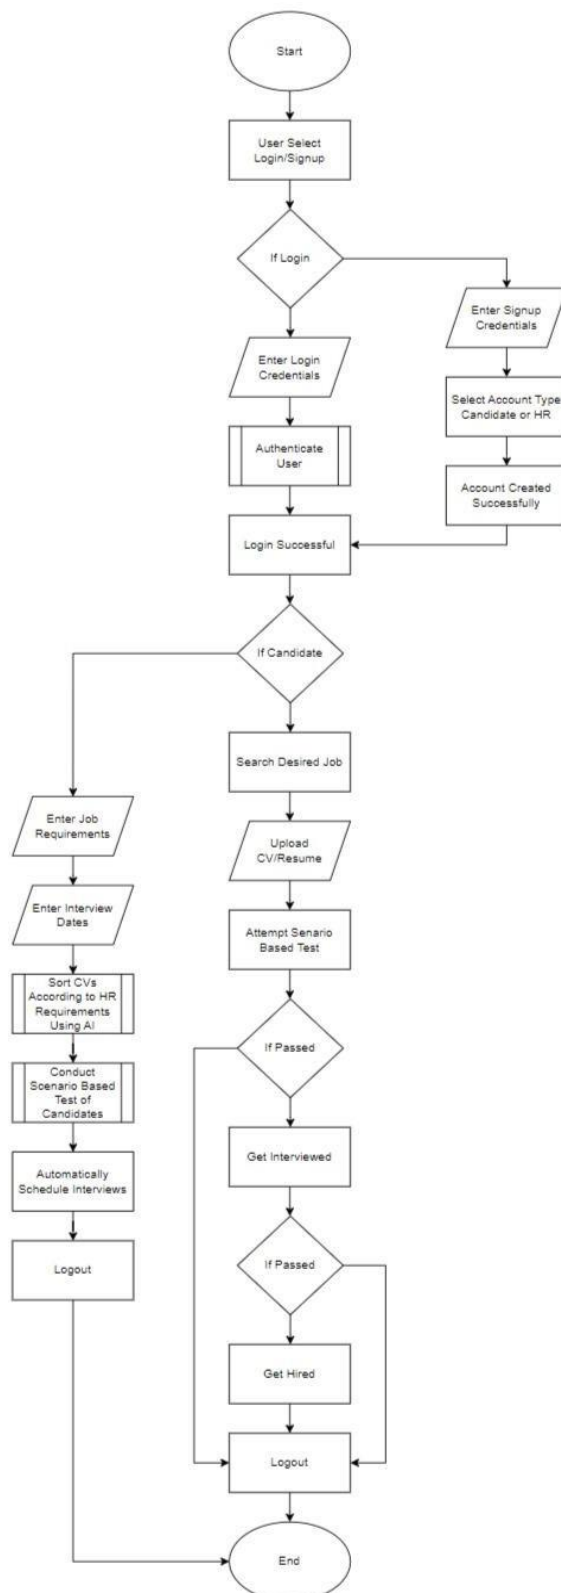 Start
User Select
Login/Signup
If Login
Enter Signup
Credentials
Enter Login
Credentials
Select Account Type
Candidate or HR
Authenticate
User
Account Created
Successfully
Login Successful
If Candidate
Search Desired Job
Enter Job
Requirements
Upload
CV/Resume
Enter Interview
Dates
Attempt Senario
Based Test
Sort CVs
According to HR
Requirements
Using AI
If Passed
Conduct
Scenario Based
Test of
Candidates
Get Interviewed
Automatically
Schedule Interviews
Logout
If Passed
Get Hired
Logout
End